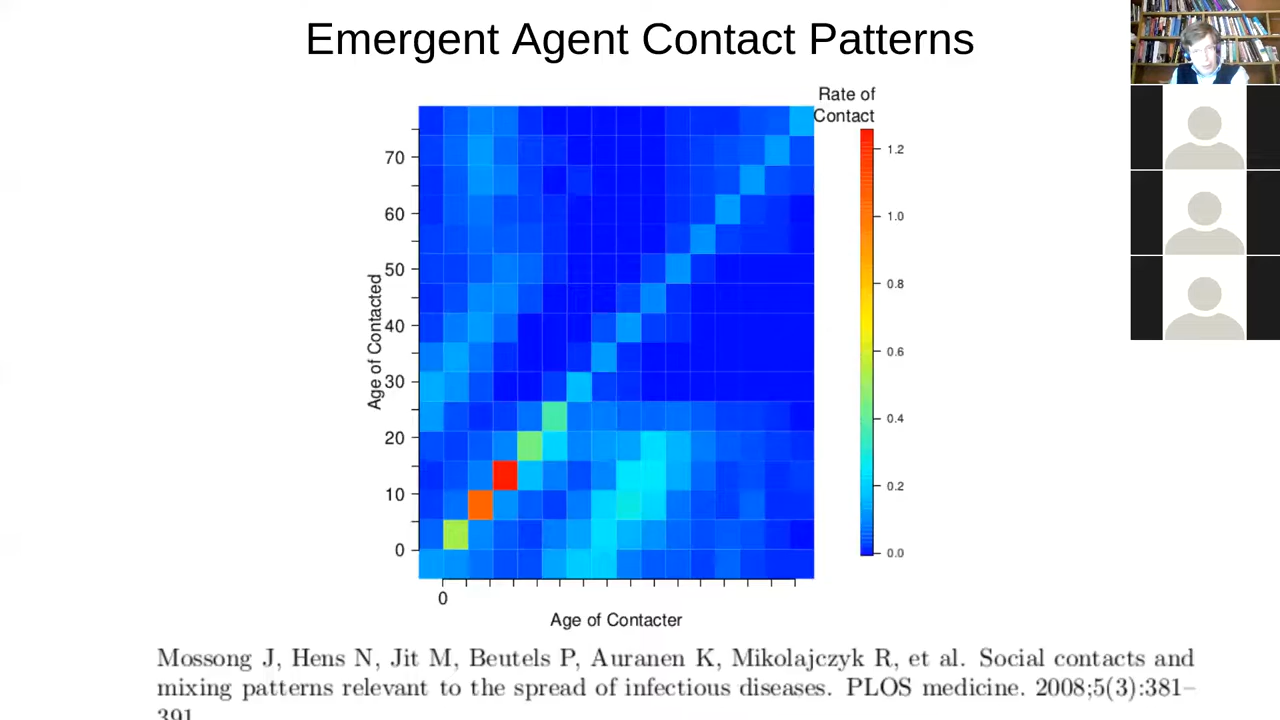 Emergent Agent Contact Patterns
Rate of
Contact
1.2
1.0
0.8
0.6
0.4
0.2
0.0
70
60
50
40
30
20
10
0
Age of Contacted
0
Age of Contacter
Mossong J, Hens N, Jit M, Beutels P, Auranen K, Mikolajczyk R, et al. Social contacts and
mixing patterns relevant to the spread of infectious diseases. PLOS medicine. 2008;5(3):381–
391